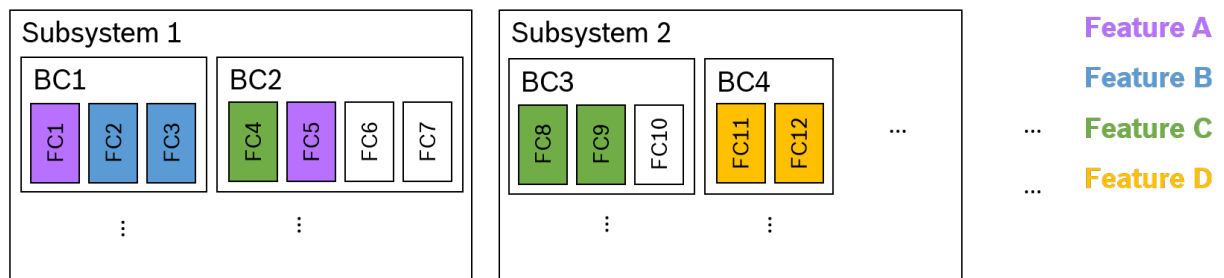 Subsystem 1
BC1
FC1
FC2
FC3
BC2
FC4
FC5
FC6
FC7
⋮
⋮
Subsystem 2
BC3
FC8
FC9
FC10
BC4
FC11
FC12
...
⋮
⋮
...
...
Feature A
Feature B
Feature C
Feature D